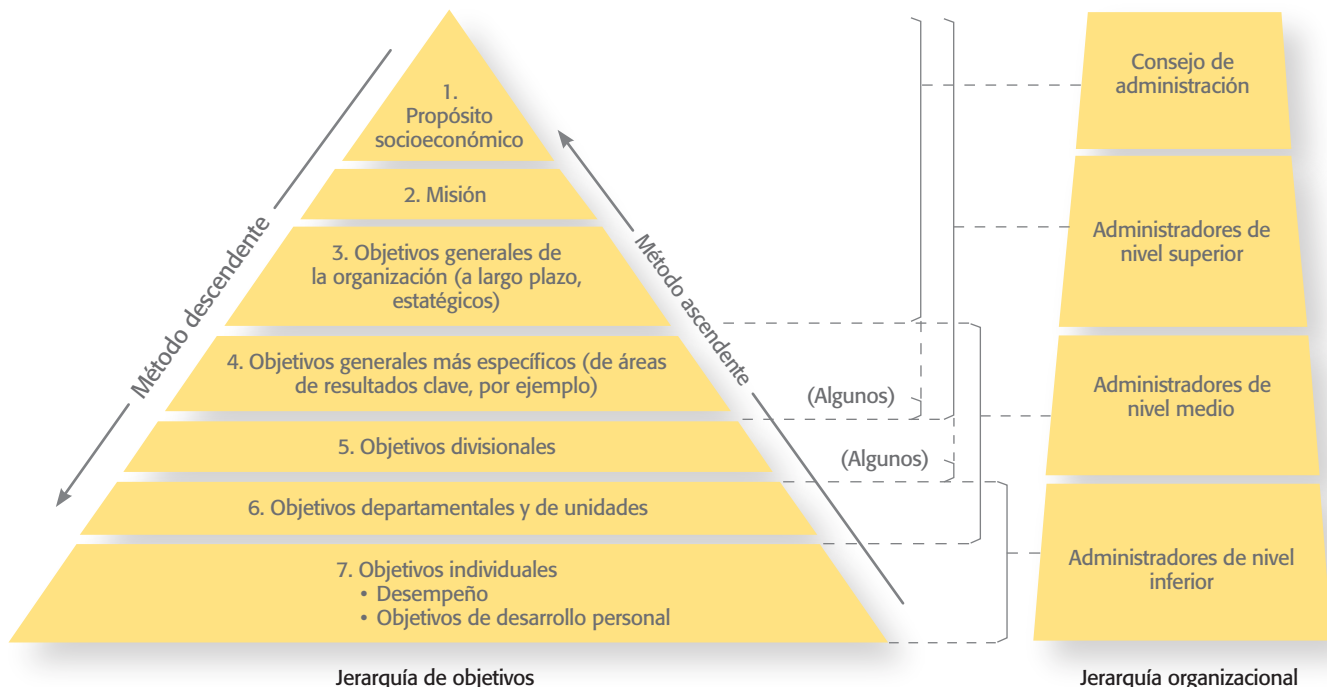 1.
Propósito
socioeconómico
2. Misión
3. Objetivos generales de
la organización (a largo plazo,
estatégicos)
4. Objetivos generales más específicos (de áreas
de resultados clave, por ejemplo)
5. Objetivos divisionales
6. Objetivos departamentales y de unidades
7. Objetivos individuales
• Desempeño
• Objetivos de desarrollo personal
Método descendente
Método ascendente
(Algunos)
(Algunos)
Consejo de
administración
Administradores de
nivel superior
Administradores de
nivel medio
Administradores de nivel
inferior
Jerarquía de objetivos
Jerarquía organizacional